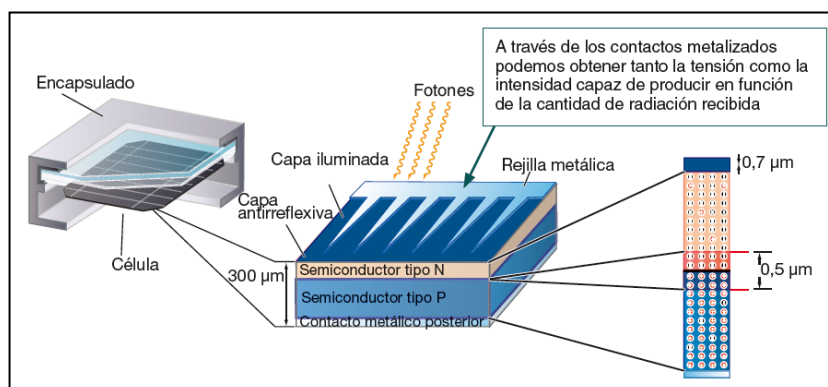 A través de los contactos metalizados
podemos obtener tanto la tensión como la
intensidad capaz de producir en función
de la cantidad de radiación recibida
Encapsulado
Fotones
Capa iluminada
Rejilla metálica
0,7 μm
Capa
antirreflexiva
Célula
300 μm
Semiconductor tipo N
0,5 μm
Semiconductor tipo P
Contacto metálico posterior